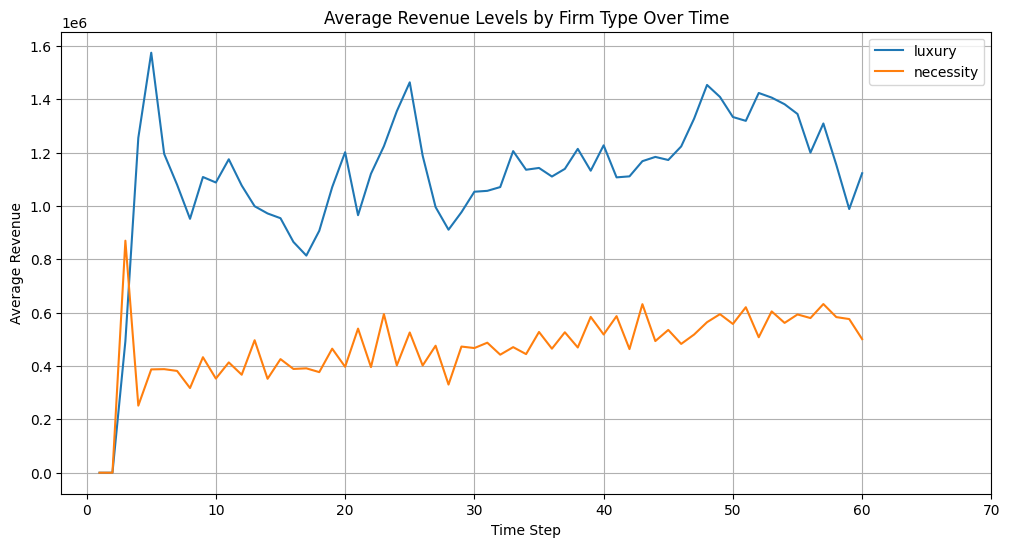 Average Revenue Levels by Firm Type Over Time
1e6
luxury
necessity
1.6
1.4
1.2
1.0
0.8
0.6
0.4
0.2
0.0
Average Revenue
0 10 20 30 40 50 60 70
Time Step